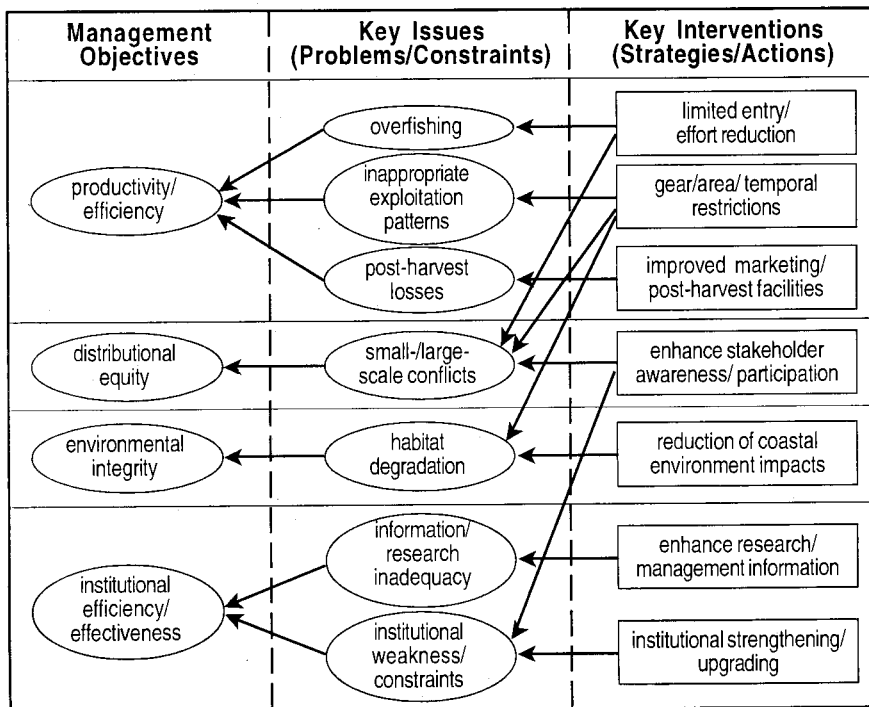 Management
Objectives
Key Issues
(Problems/Constraints)
Key Interventions
(Strategies/Actions)
productivity/
efficiency
overfishing
inappropriate
exploitation
patterns
post-harvest
losses
limited entry/
effort reduction
gear/area/ temporal
restrictions
improved marketing/
post-harvest facilities
distributional
equity
small-/large-
scale conflicts
enhance stakeholder
awareness/ participation
environmental
integrity
habitat
degradation
reduction of coastal
environment impacts
institutional
efficiency/
effectiveness
information/
research
inadequacy
institutional
weakness/
constraints
enhance research/
management information
institutional strengthening/
upgrading